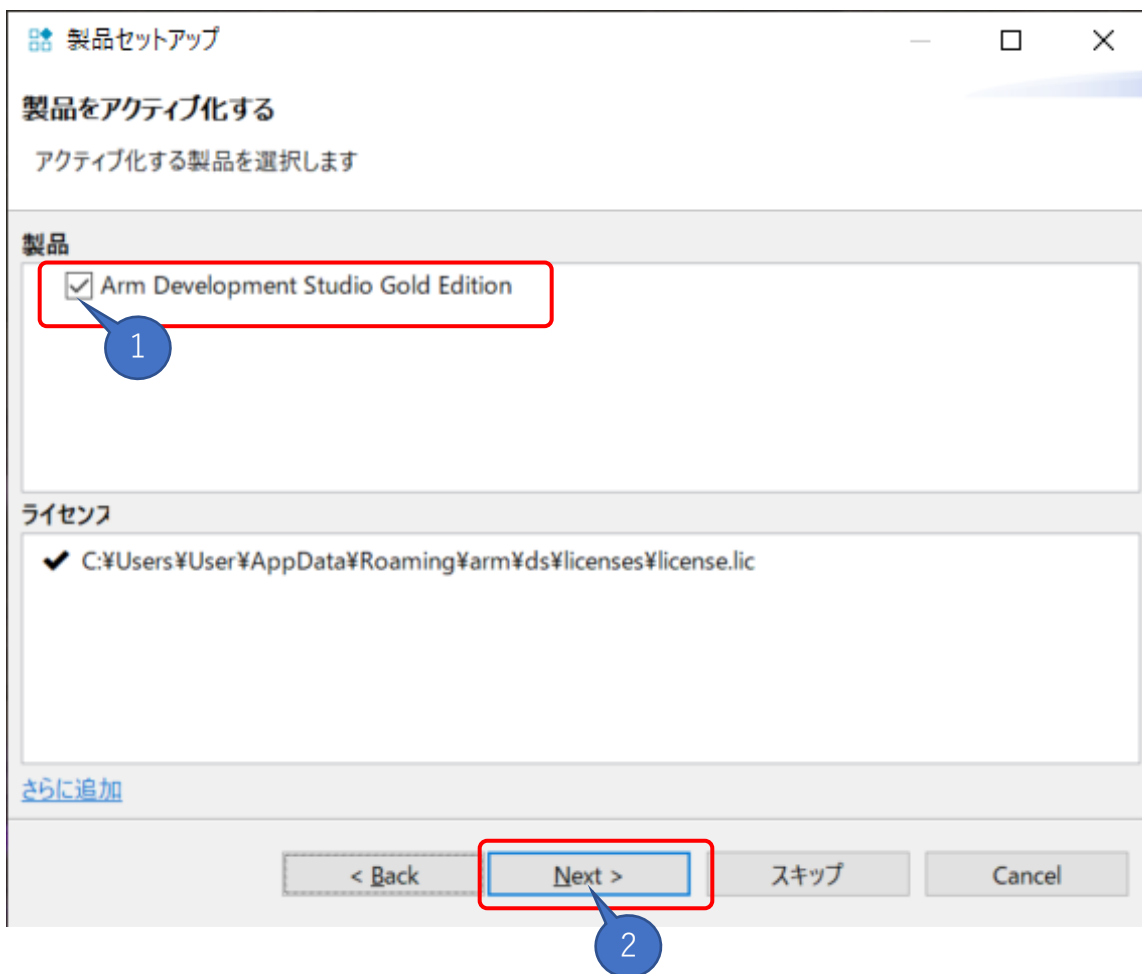 製品セットアップ
製品をアクティブ化する
アクティブ化する製品を選択します
製品
Arm Development Studio Gold Edition
1
ライセンス
C:¥Users¥User¥AppData¥Roaming¥arm¥ds¥licenses¥license.lic
さらに追加
< Back Next > スキップ Cancel
2